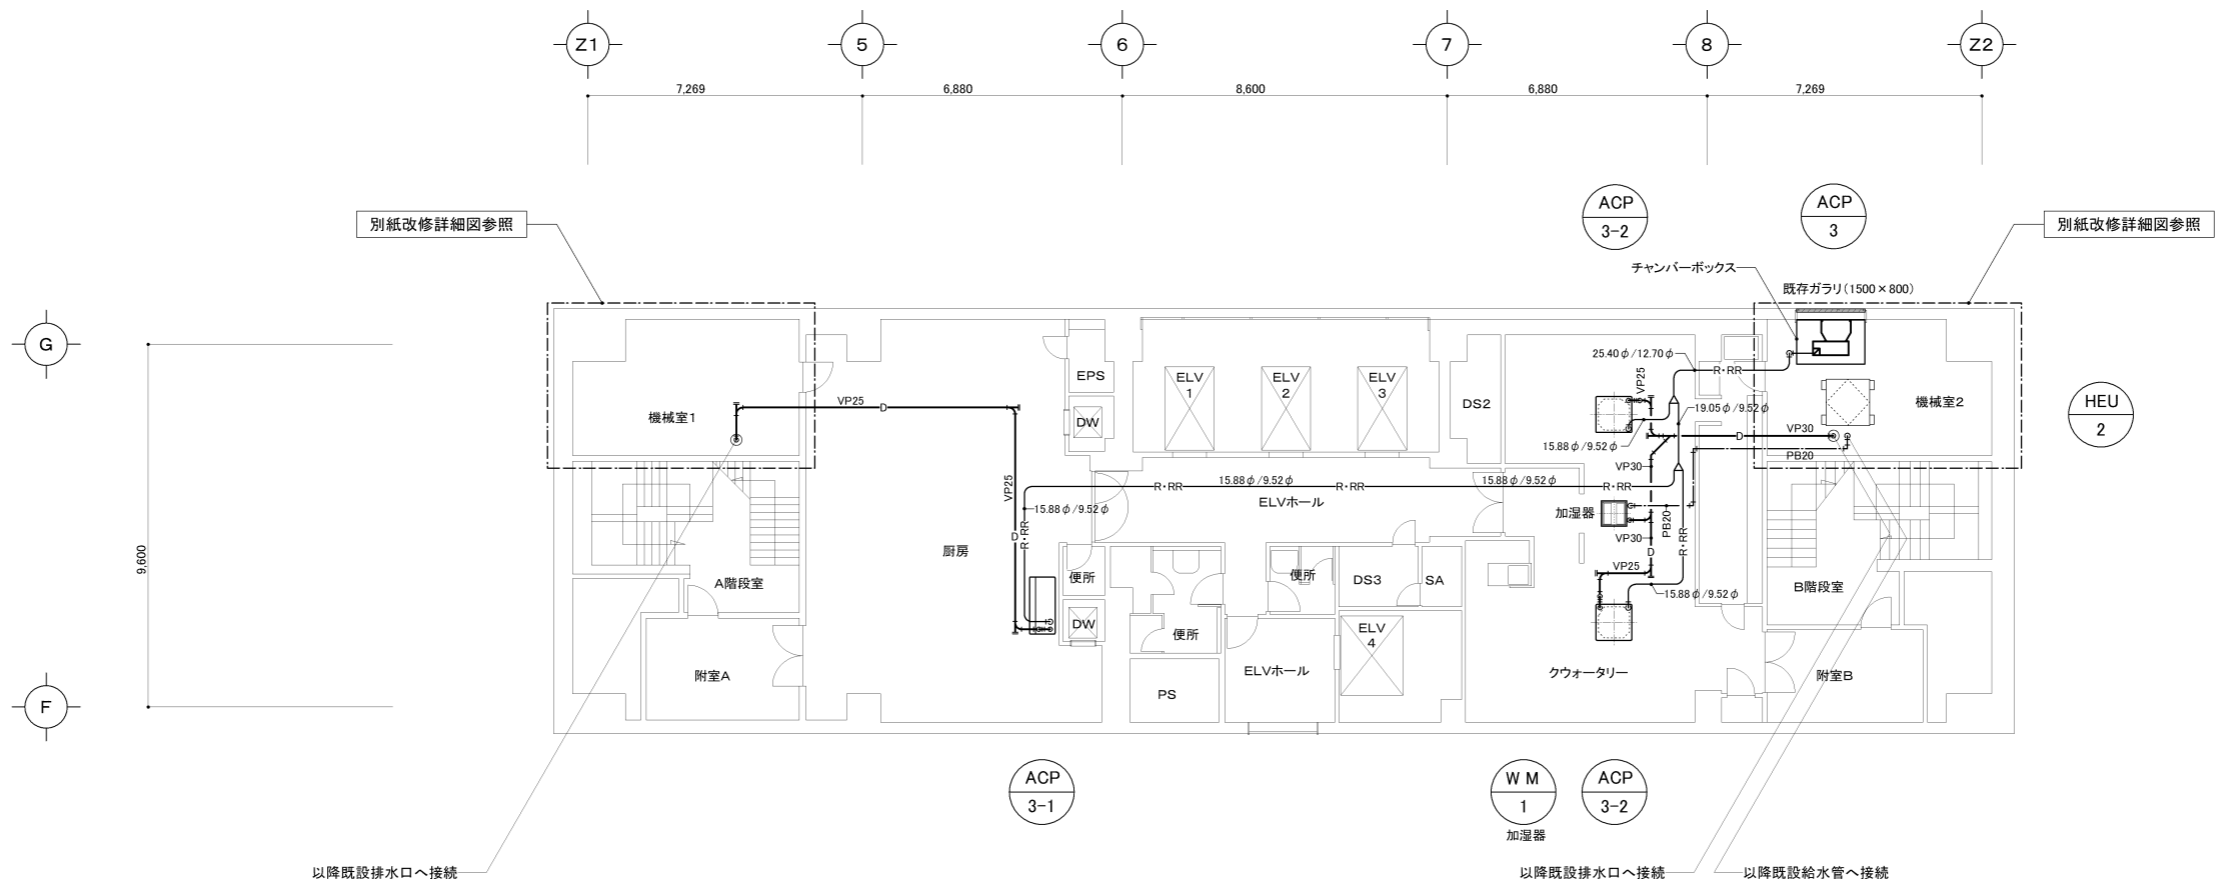 Z1
5
6
7
8
Z2
7,269
6,880
8,600
6,880
7,269
ACP
3-2
ACP
3
別紙改修詳細図参照
別紙改修詳細図参照
チャンバーボックス
既存ガラリ(1500×800)
G
25.40φ/12.70φ
R・RR
VP25
EPS
ELV
1
ELV
2
ELV
3
DS2
DW
機械室1
VP25
D
19.05φ/9.52φ
機械室2
HEU
2
15.88φ/9.52φ
D
VP30
VP30
PB20
VP25
R・RR
15.88φ/9.52φ
R・RR
15.88φ/9.52φ
R・RR
ELVホール
15.88φ/9.52φ
加湿器
PB20
D
R・RR
VP30
R・RR
9,600
厨房
D
A階段室
便所
便所
DS3
SA
VP25
15.88φ/9.52φ
B階段室
DW
便所
ELV
4
附室A
PS
ELVホール
クウォータリー
附室B
F
ACP
3-1
W M
1
加湿器
ACP
3-2
以降既設排水口へ接続
以降既設排水口へ接続
以降既設給水管へ接続